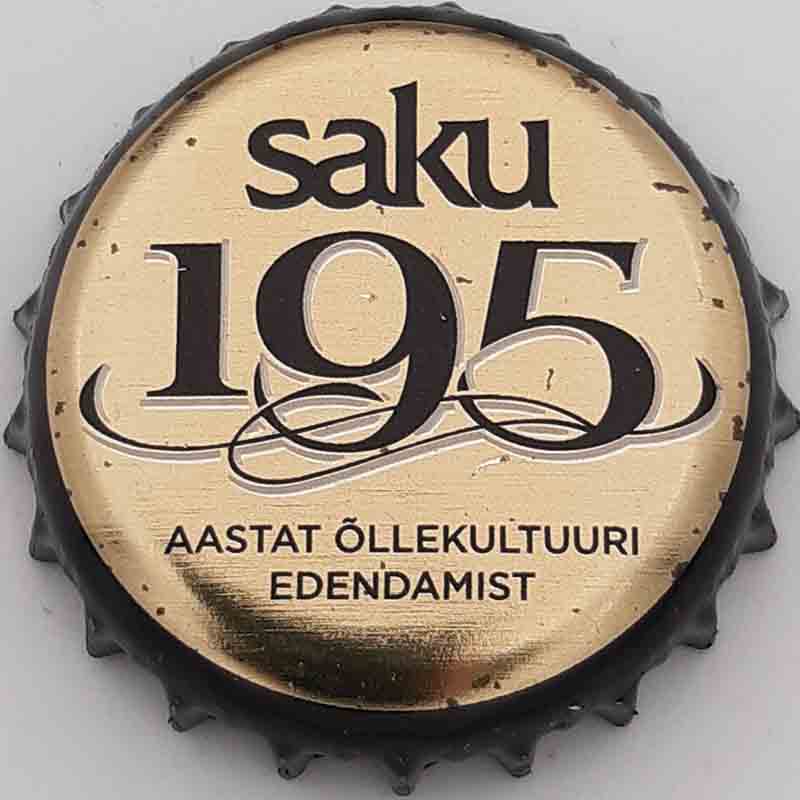 saku
195
AASTAT ÕLLEKULTUURI
EDENDAMIST